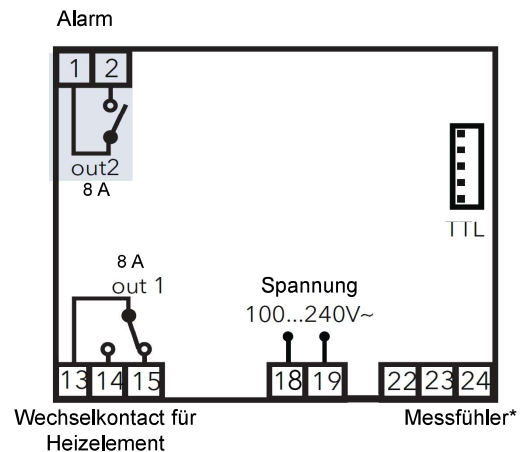 Alarm
1 2
out2
8 A
TTL
8 A
out 1
Spannung
100...240V~
13 14 15 18 19 22 23 24
Wechselkontact für
Heizelement
Messfühler*